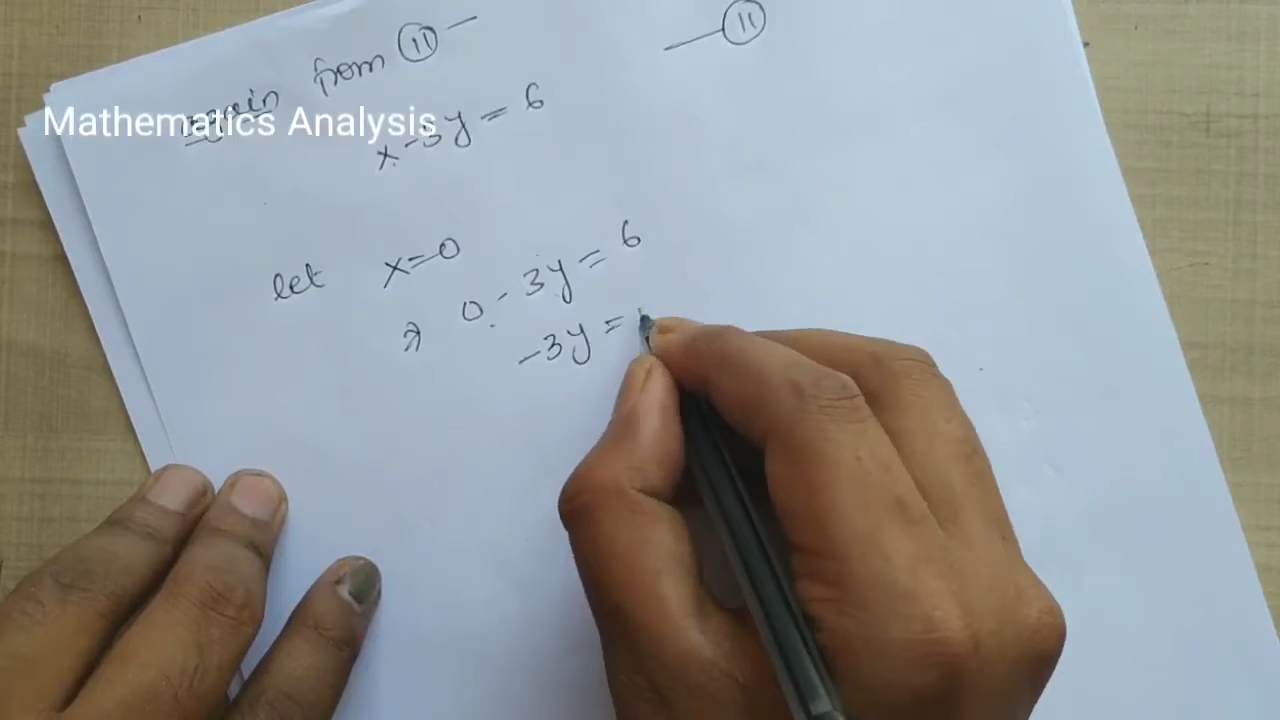 Again from (ii) —
— (ii)
Mathematics Analysis
x - 3y = 6
let x = 0
0 - 3y = 6
-3y =